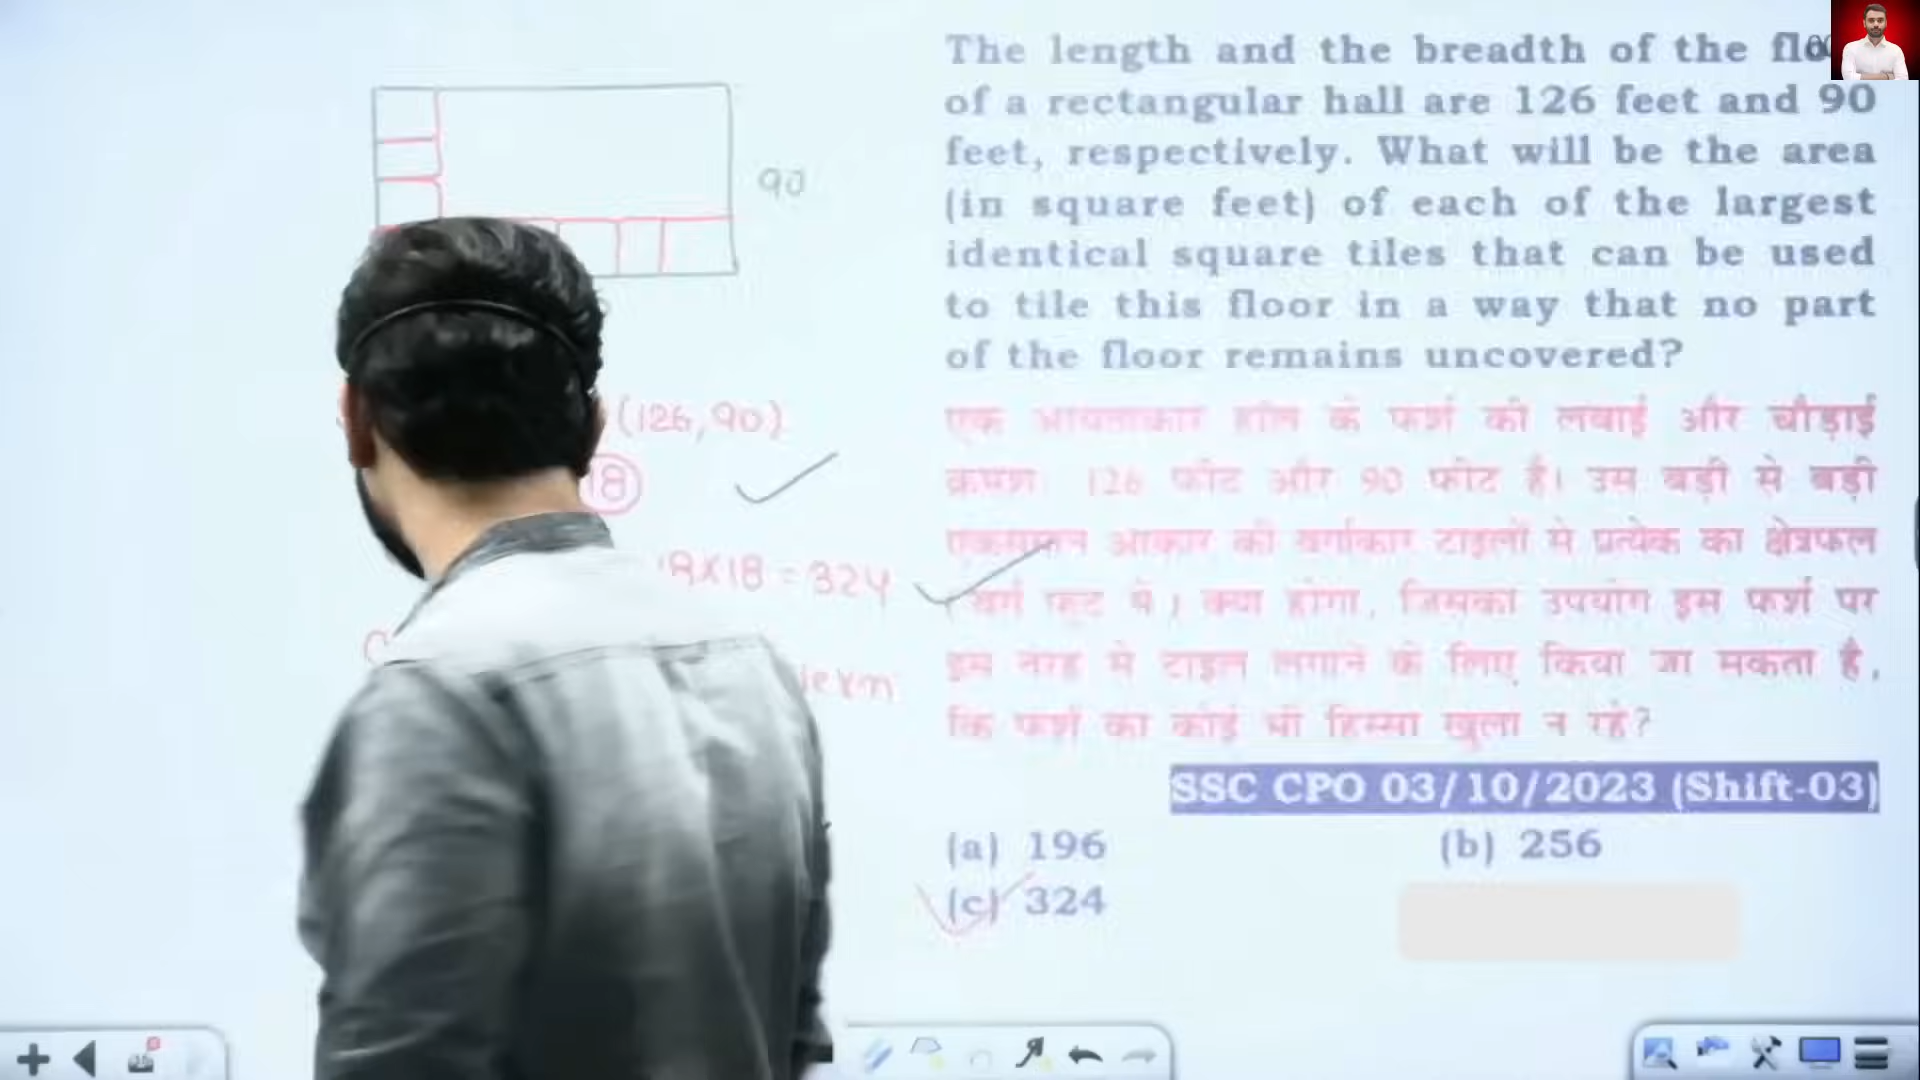 The length and the breadth of the
of a rectangular hall are 126 feet and 90
feet, respectively. What will be the area
(in square feet) of each of the largest
identical square tiles that can be used
to tile this floor in a way that no part
of the floor remains uncovered?
एक आयताकार हॉल के फर्श की लंबाई और चौड़ाई
क्रमश: 126 फीट और 90 फीट है। उस बड़ी से बड़ी
एकसमान आकार की वर्गाकार टाइलों में प्रत्येक का क्षेत्रफल
वर्ग फुट में) क्या होगा, जिसका उपयोग इस फर्श पर
इस तरह से टाइल लगाने के लिए किया जा सकता है,
कि फर्श का कोई भी हिस्सा खुला न रहे?
SSC CPO 03/10/2023 (Shift-03)
(a) 196 (b) 256
(c) 324
90
(126,90)
18
18×18=324